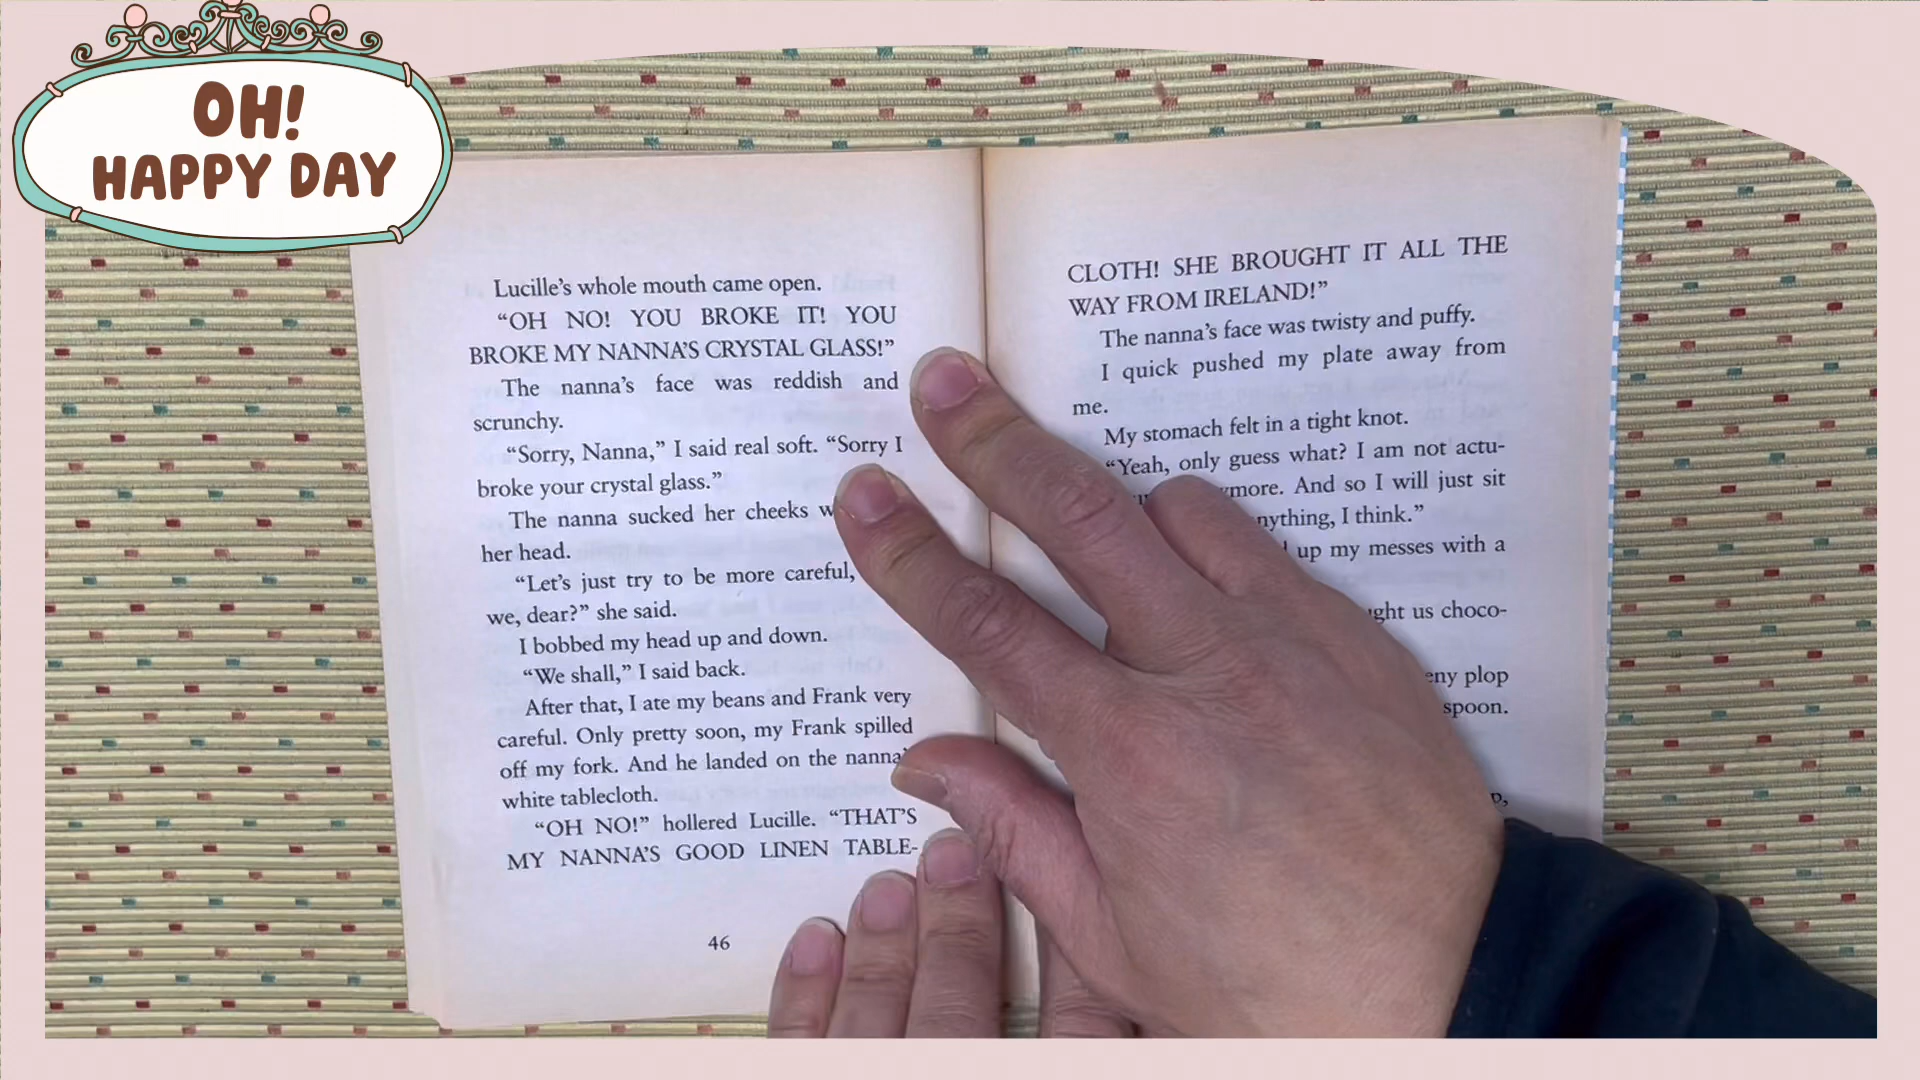 OH!
HAPPY DAY
Lucille's whole mouth came open.
“OH NO! YOU BROKE IT! YOU
BROKE MY NANNA'S CRYSTAL GLASS!”
The nanna's face was reddish and
scrunchy.
“Sorry, Nanna,” I said real soft. “Sorry I
broke your crystal glass.”
The nanna sucked her cheeks
her head.
“Let's just try to be more careful,
we, dear?” she said.
I bobbed my head up and down.
“We shall,” I said back.
After that, I ate my beans and Frank very
careful. Only pretty soon, my Frank spilled
off my fork. And he landed on the
white tablecloth.
“OH NO!” hollered Lucille. “THAT'S
MY NANNA'S GOOD LINEN TABLE-
46
CLOTH! SHE BROUGHT IT ALL THE
WAY FROM IRELAND!”
The nanna's face was twisty and puffy.
I quick pushed my plate away from
me.
My stomach felt in a tight knot.
“Yeah, only guess what? I am not actu-
And so I will just sit
I think.”
up my messes with a
us choco-
plop
spoon.